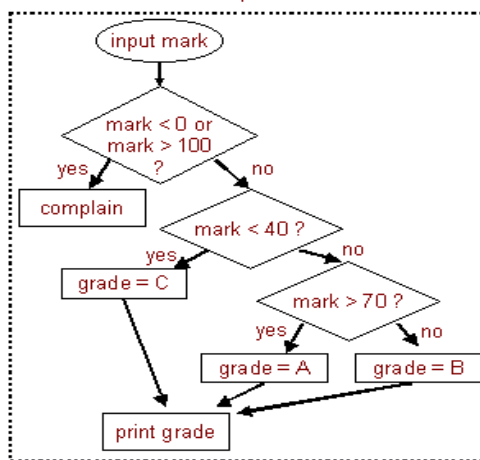 input mark
mark < 0 or
mark > 100
?
yes
no
complain
mark < 40 ?
yes
no
grade = C
mark > 70 ?
yes
no
grade = A
grade = B
print grade